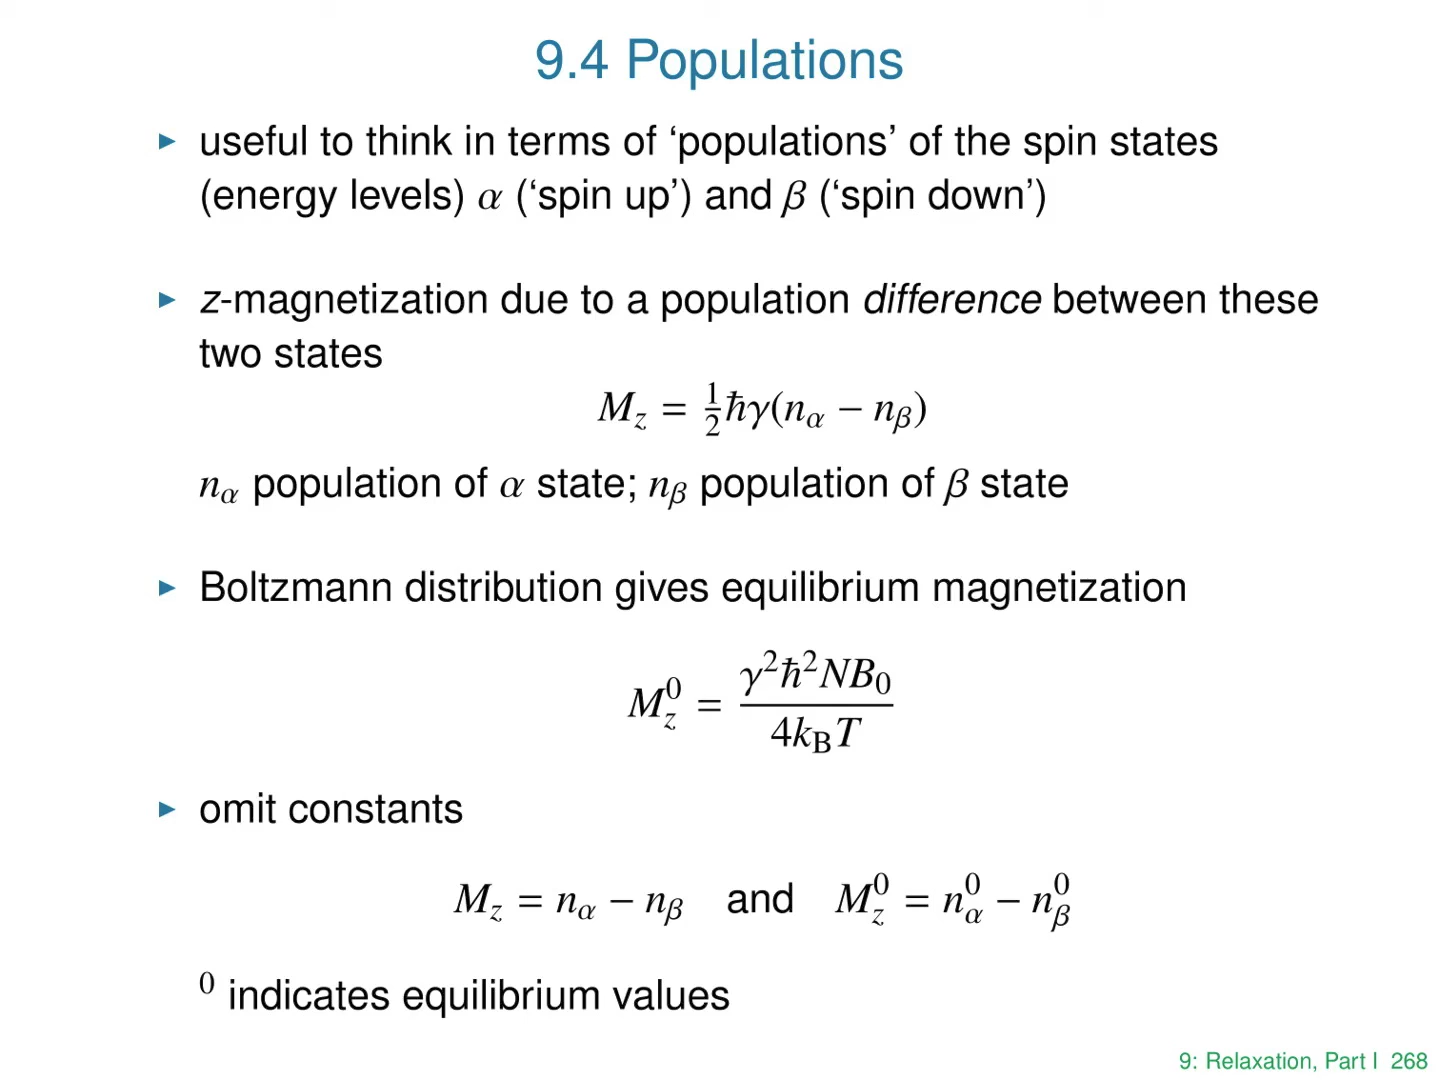 9.4 Populations
▶ useful to think in terms of ‘populations’ of the spin states
(energy levels) α (‘spin up’) and β (‘spin down’)
▶ z-magnetization due to a population difference between these
two states
M_z = ½ħγ(n_α − n_β)
n_α population of α state; n_β population of β state
▶ Boltzmann distribution gives equilibrium magnetization
M_z^0 = γ²ħ²NB_0 / 4k_BT
▶ omit constants
M_z = n_α − n_β and M_z^0 = n_α^0 − n_β^0
^0 indicates equilibrium values
9: Relaxation, Part I 268